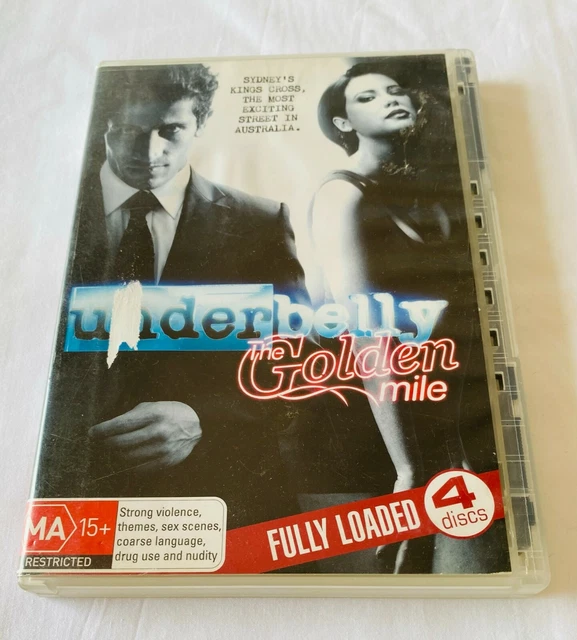 SYDNEY'S
KINGS CROSS,
THE MOST
EXCITING
STREET IN
AUSTRALIA.
underbelly
The Golden
mile
MA 15+
RESTRICTED
Strong violence,
themes, sex scenes,
coarse language,
drug use and nudity
FULLY LOADED
4
discs